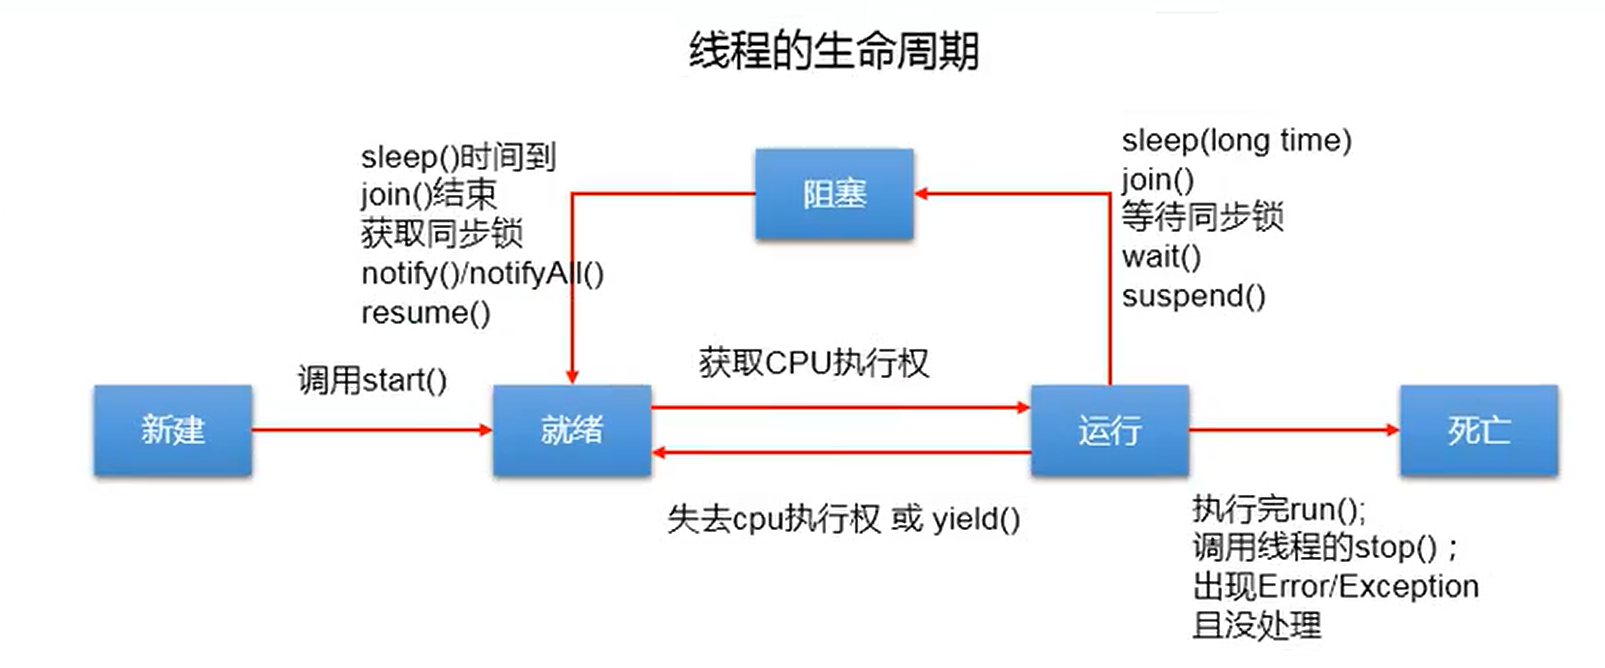 线程的生命周期
sleep()时间到
join()结束
获取同步锁
notify()/notifyAll()
resume()
阻塞
sleep(long time)
join()
等待同步锁
wait()
suspend()
调用start()
获取CPU执行权
新建
就绪
运行
死亡
失去cpu执行权 或 yield()
执行完run();
调用线程的stop()；
出现Error/Exception
且没处理